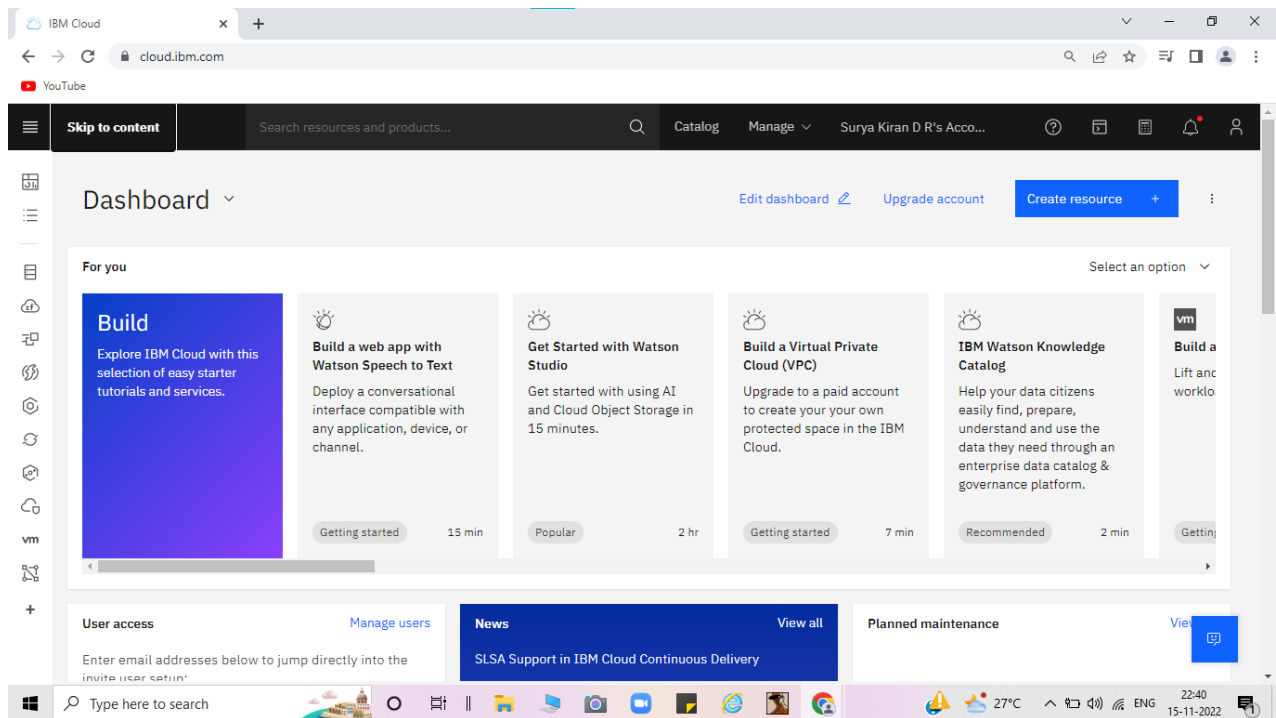 IBM Cloud
cloud.ibm.com
YouTube
Skip to content
Search resources and products...
Catalog
Manage
Surya Kiran D R's Acco...
Dashboard
Edit dashboard
Upgrade account
Create resource +
For you
Select an option
Build
Explore IBM Cloud with this
selection of easy starter
tutorials and services.
Build a web app with
Watson Speech to Text
Deploy a conversational
interface compatible with
any application, device, or
channel.
Getting started 15 min
Get Started with Watson
Studio
Get started with using AI
and Cloud Object Storage in
15 minutes.
Popular 2 hr
Build a Virtual Private
Cloud (VPC)
Upgrade to a paid account
to create your your own
protected space in the IBM
Cloud.
Getting started 7 min
IBM Watson Knowledge
Catalog
Help your data citizens
easily find, prepare,
understand and use the
data they need through an
enterprise data catalog &
governance platform.
Recommended 2 min
vm
Build a
Lift and
worklo
Getting
vm
User access Manage users
Enter email addresses below to jump directly into the
invite user setup:
News View all
SLSA Support in IBM Cloud Continuous Delivery
Planned maintenance
Type here to search
27°C
ENG
22:40
15-11-2022